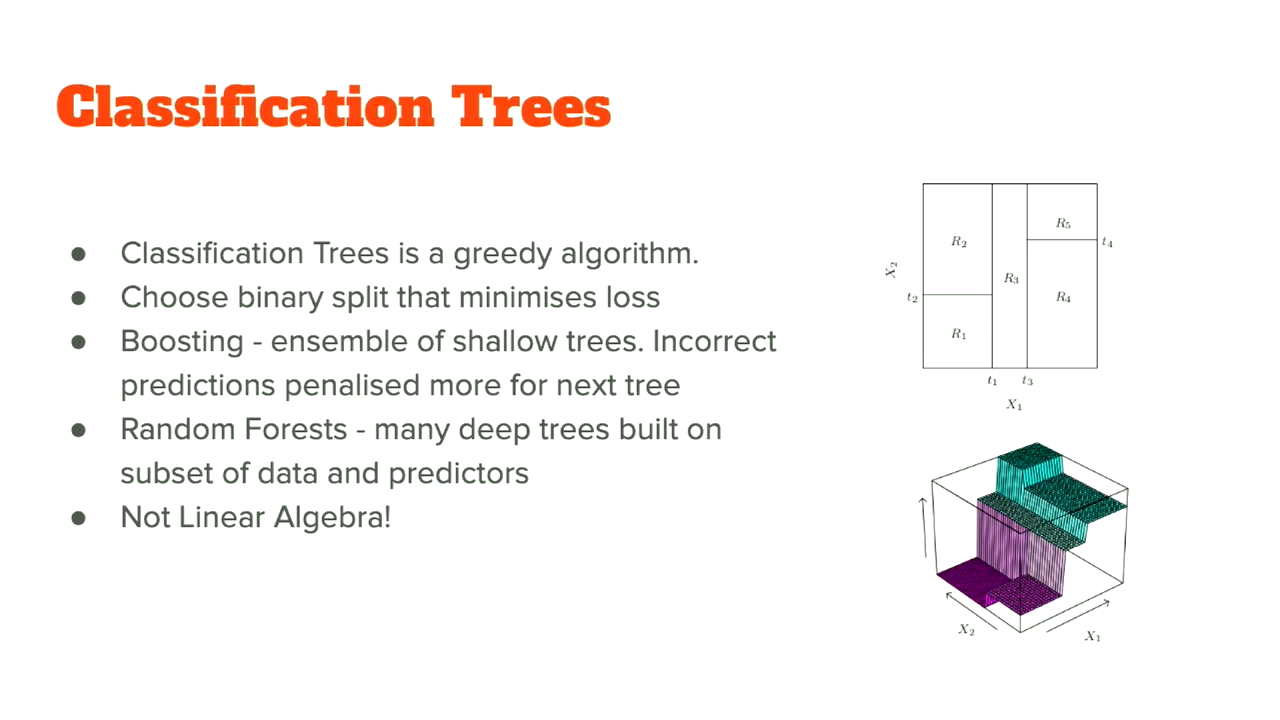 Classification Trees
● Classification Trees is a greedy algorithm.
● Choose binary split that minimises loss
● Boosting - ensemble of shallow trees. Incorrect
predictions penalised more for next tree
● Random Forests - many deep trees built on
subset of data and predictors
● Not Linear Algebra!
R5
R2
t4
X2
R3
t2
R4
R1
t1 t3
X1
X2
X1